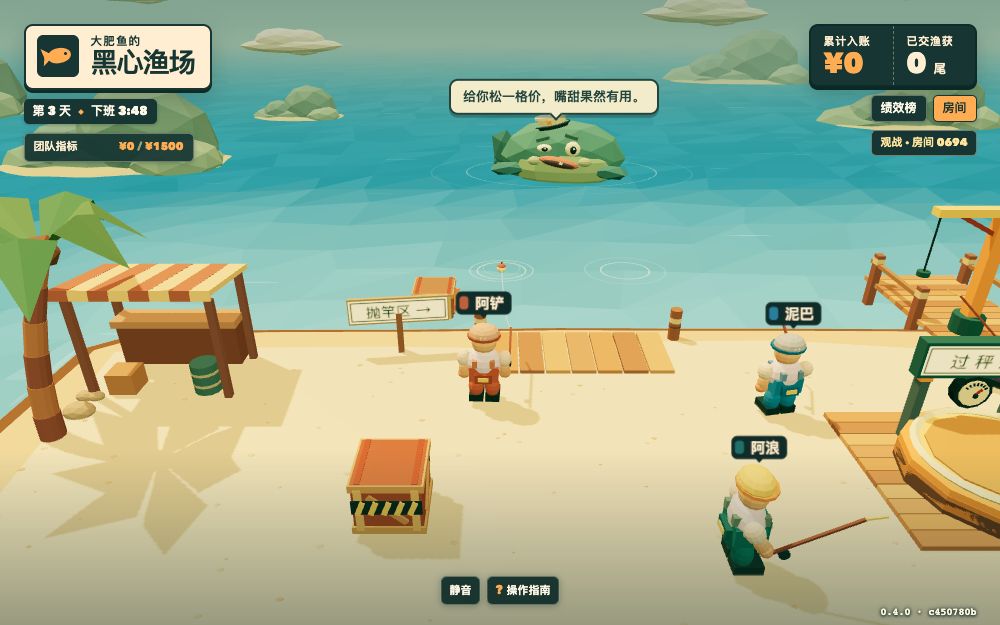 大肥鱼的
黑心渔场
第 3 天 • 下班 3:48
团队指标 ¥0 / ¥1500
给你松一格价，嘴甜果然有用。
累计入账
¥0
已交渔获
0 尾
绩效榜
房间
观战 • 房间 0694
抛竿区 →
阿铲
泥巴
过秤
阿浪
静音
? 操作指南
0.4.0 · c450780b